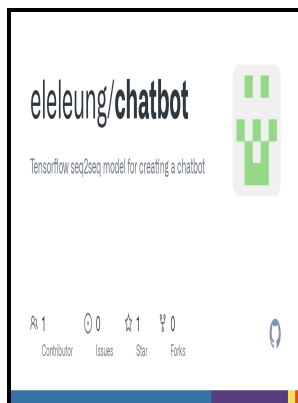 eleleung/chatbot
Tensorflow seq2seq model for creating a chatbot
1 0 1 0
Contributor Issues Star Forks